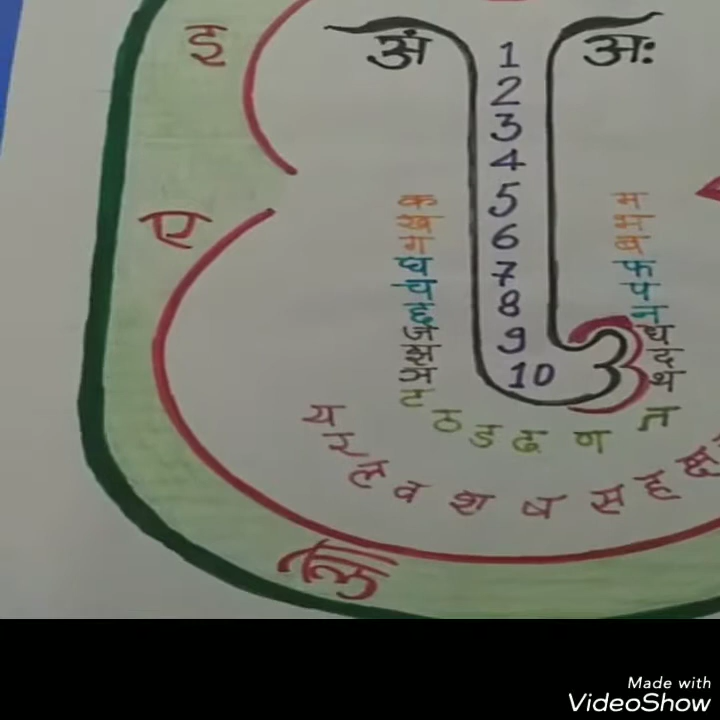 इ
अं
अः
1
2
3
4
5
6
7
8
9
10
ए
क
ख
ग
घ
च
छ
ज
झ
ञ
ट
ठ
ड
ढ
ण
त
थ
द
ध
न
प
फ
ब
भ
म
य र ल व श ष स ह
Made with
VideoShow